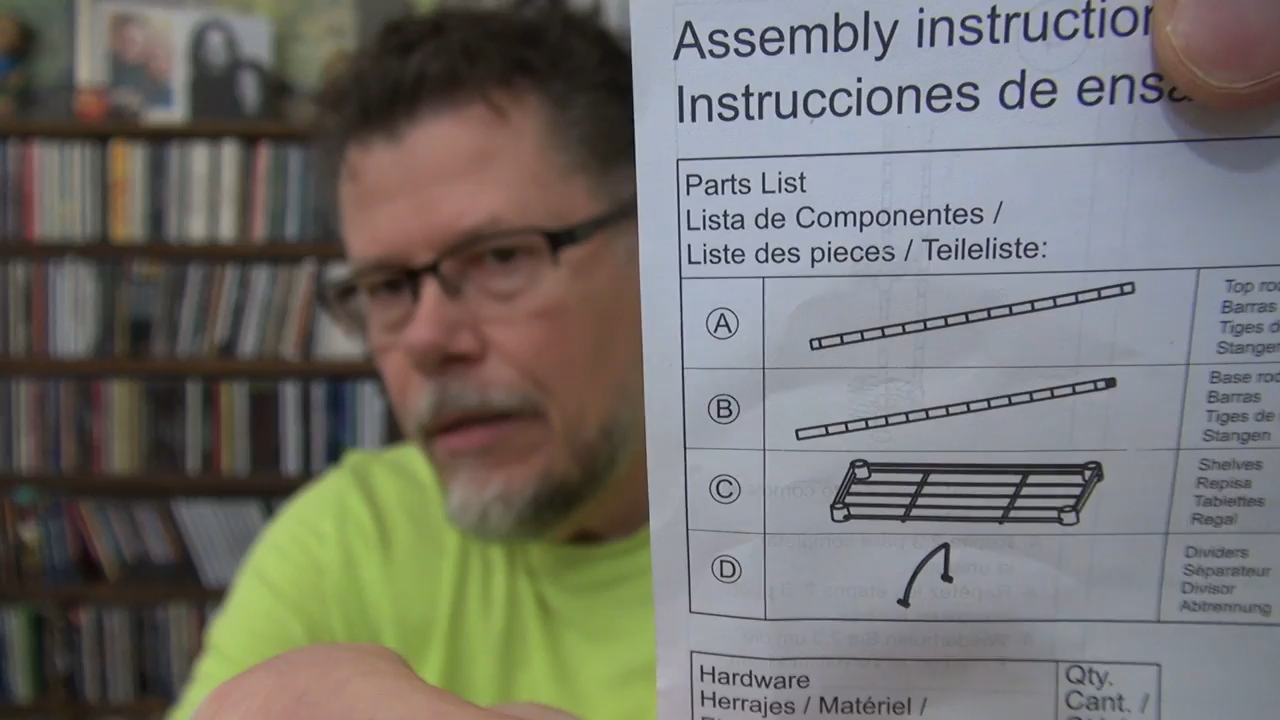 Assembly instruction
Instrucciones de ensa
Parts List
Lista de Componentes /
Liste des pieces / Teileliste:
A
Top rod
Barras
Tiges d
Stangen
B
Base rod
Barras
Tiges de
Stangen
C
Shelves
Repisa
Tablettes
Regal
D
Dividers
Séparateur
Divisor
Abtrennung
Hardware
Herrajes / Matériel /
Qty.
Cant. /